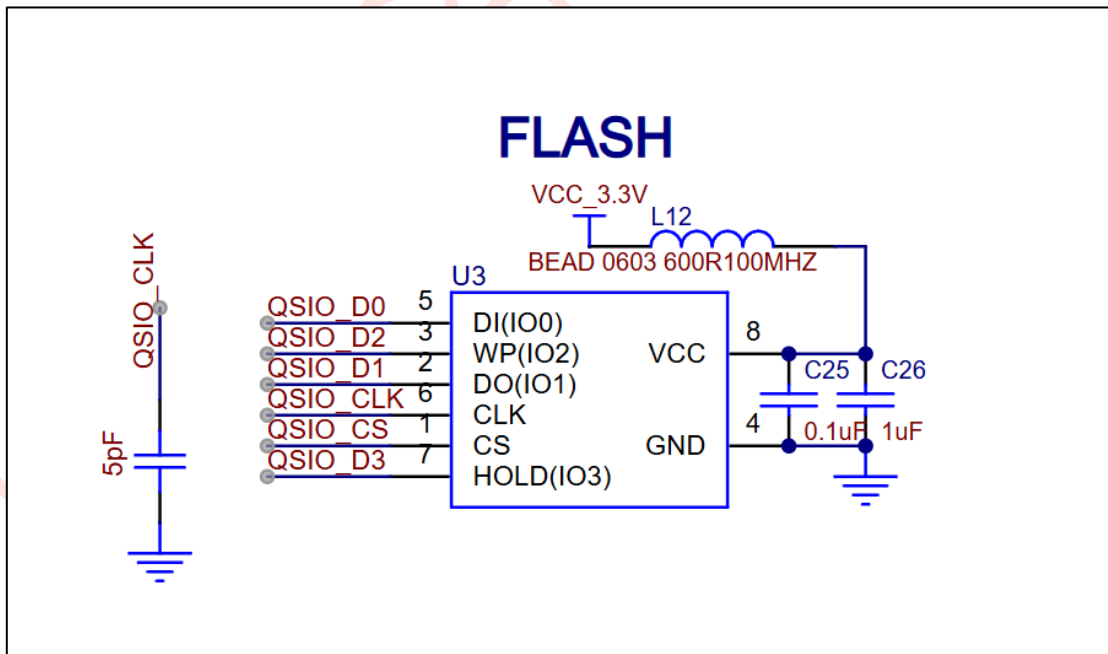 FLASH
VCC_3.3V
L12
BEAD 0603 600R100MHZ
U3
QSIO_CLK
5pF
QSIO_D0 5 DI(IO0)
QSIO_D2 3 WP(IO2)
QSIO_D1 2 DO(IO1)
QSIO_CLK 6 CLK
QSIO_CS 1 CS
QSIO_D3 7 HOLD(IO3)
VCC 8
GND 4
C25 C26
0.1uF 1uF